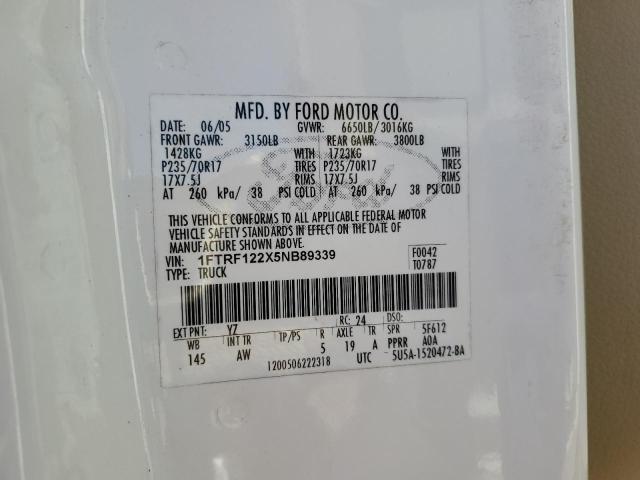 MFD. BY FORD MOTOR CO.
DATE: 06/05 GVWR: 6650LB/3016KG
FRONT GAWR: 3150LB REAR GAWR: 3800LB
1428KG WITH 1723KG WITH
P235/70R17 TIRES P235/70R17 TIRES
17X7.5J RIMS 17X7.5J RIMS
AT 260 kPa/ 38 PSI COLD AT 260 kPa/ 38 PSI COLD
Ford
THIS VEHICLE CONFORMS TO ALL APPLICABLE FEDERAL MOTOR
VEHICLE SAFETY STANDARDS IN EFFECT ON THE DATE OF
MANUFACTURE SHOWN ABOVE.
VIN: 1FTRF122X5NB89339 F0042
TYPE: TRUCK T0787
EXT PNT: YZ RC: 24 DSO:
WB INT TR TP/PS R AXLE TR SPR 5F612
145 AW 5 19 A PPRR A0A
1200506222318 UTC 5U5A-1520472-BA